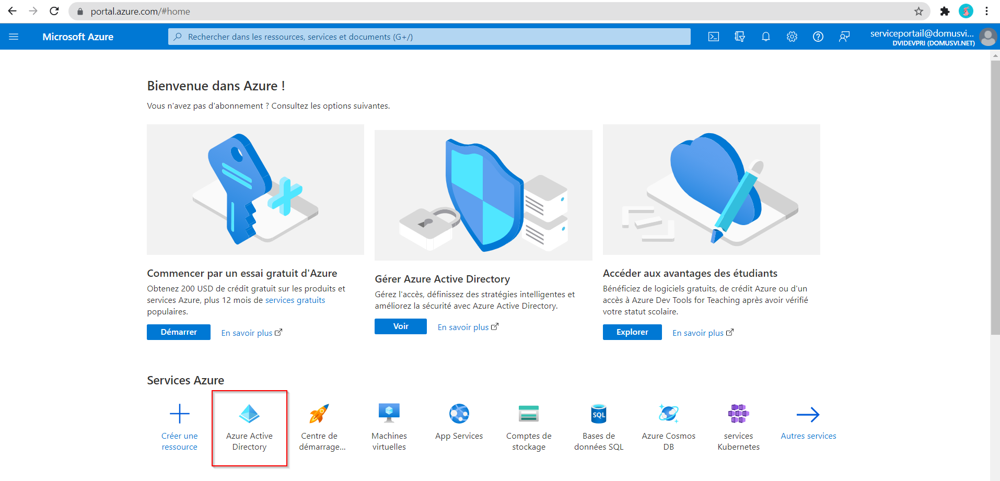 portal.azure.com/#home
Microsoft Azure
Rechercher dans les ressources, services et documents (G+/)
serviceportail@domusvi...
DVIDEVPRI (DOMUSVI.NET)
Bienvenue dans Azure !
Vous n'avez pas d'abonnement ? Consultez les options suivantes.
Commencer par un essai gratuit d'Azure
Obtenez 200 USD de crédit gratuit sur les produits et
services Azure, plus 12 mois de services gratuits
populaires.
Démarrer
En savoir plus
Gérer Azure Active Directory
Gérez l'accès, définissez des stratégies intelligentes et
améliorez la sécurité avec Azure Active Directory.
Voir
En savoir plus
Accéder aux avantages des étudiants
Bénéficiez de logiciels gratuits, de crédit Azure ou d'un
accès à Azure Dev Tools for Teaching après avoir vérifié
votre statut scolaire.
Explorer
En savoir plus
Services Azure
Créer une
ressource
Azure Active
Directory
Centre de
démarrage...
Machines
virtuelles
App Services
Comptes de
stockage
SQL
Bases de
données SQL
Azure Cosmos
DB
services
Kubernetes
Autres services